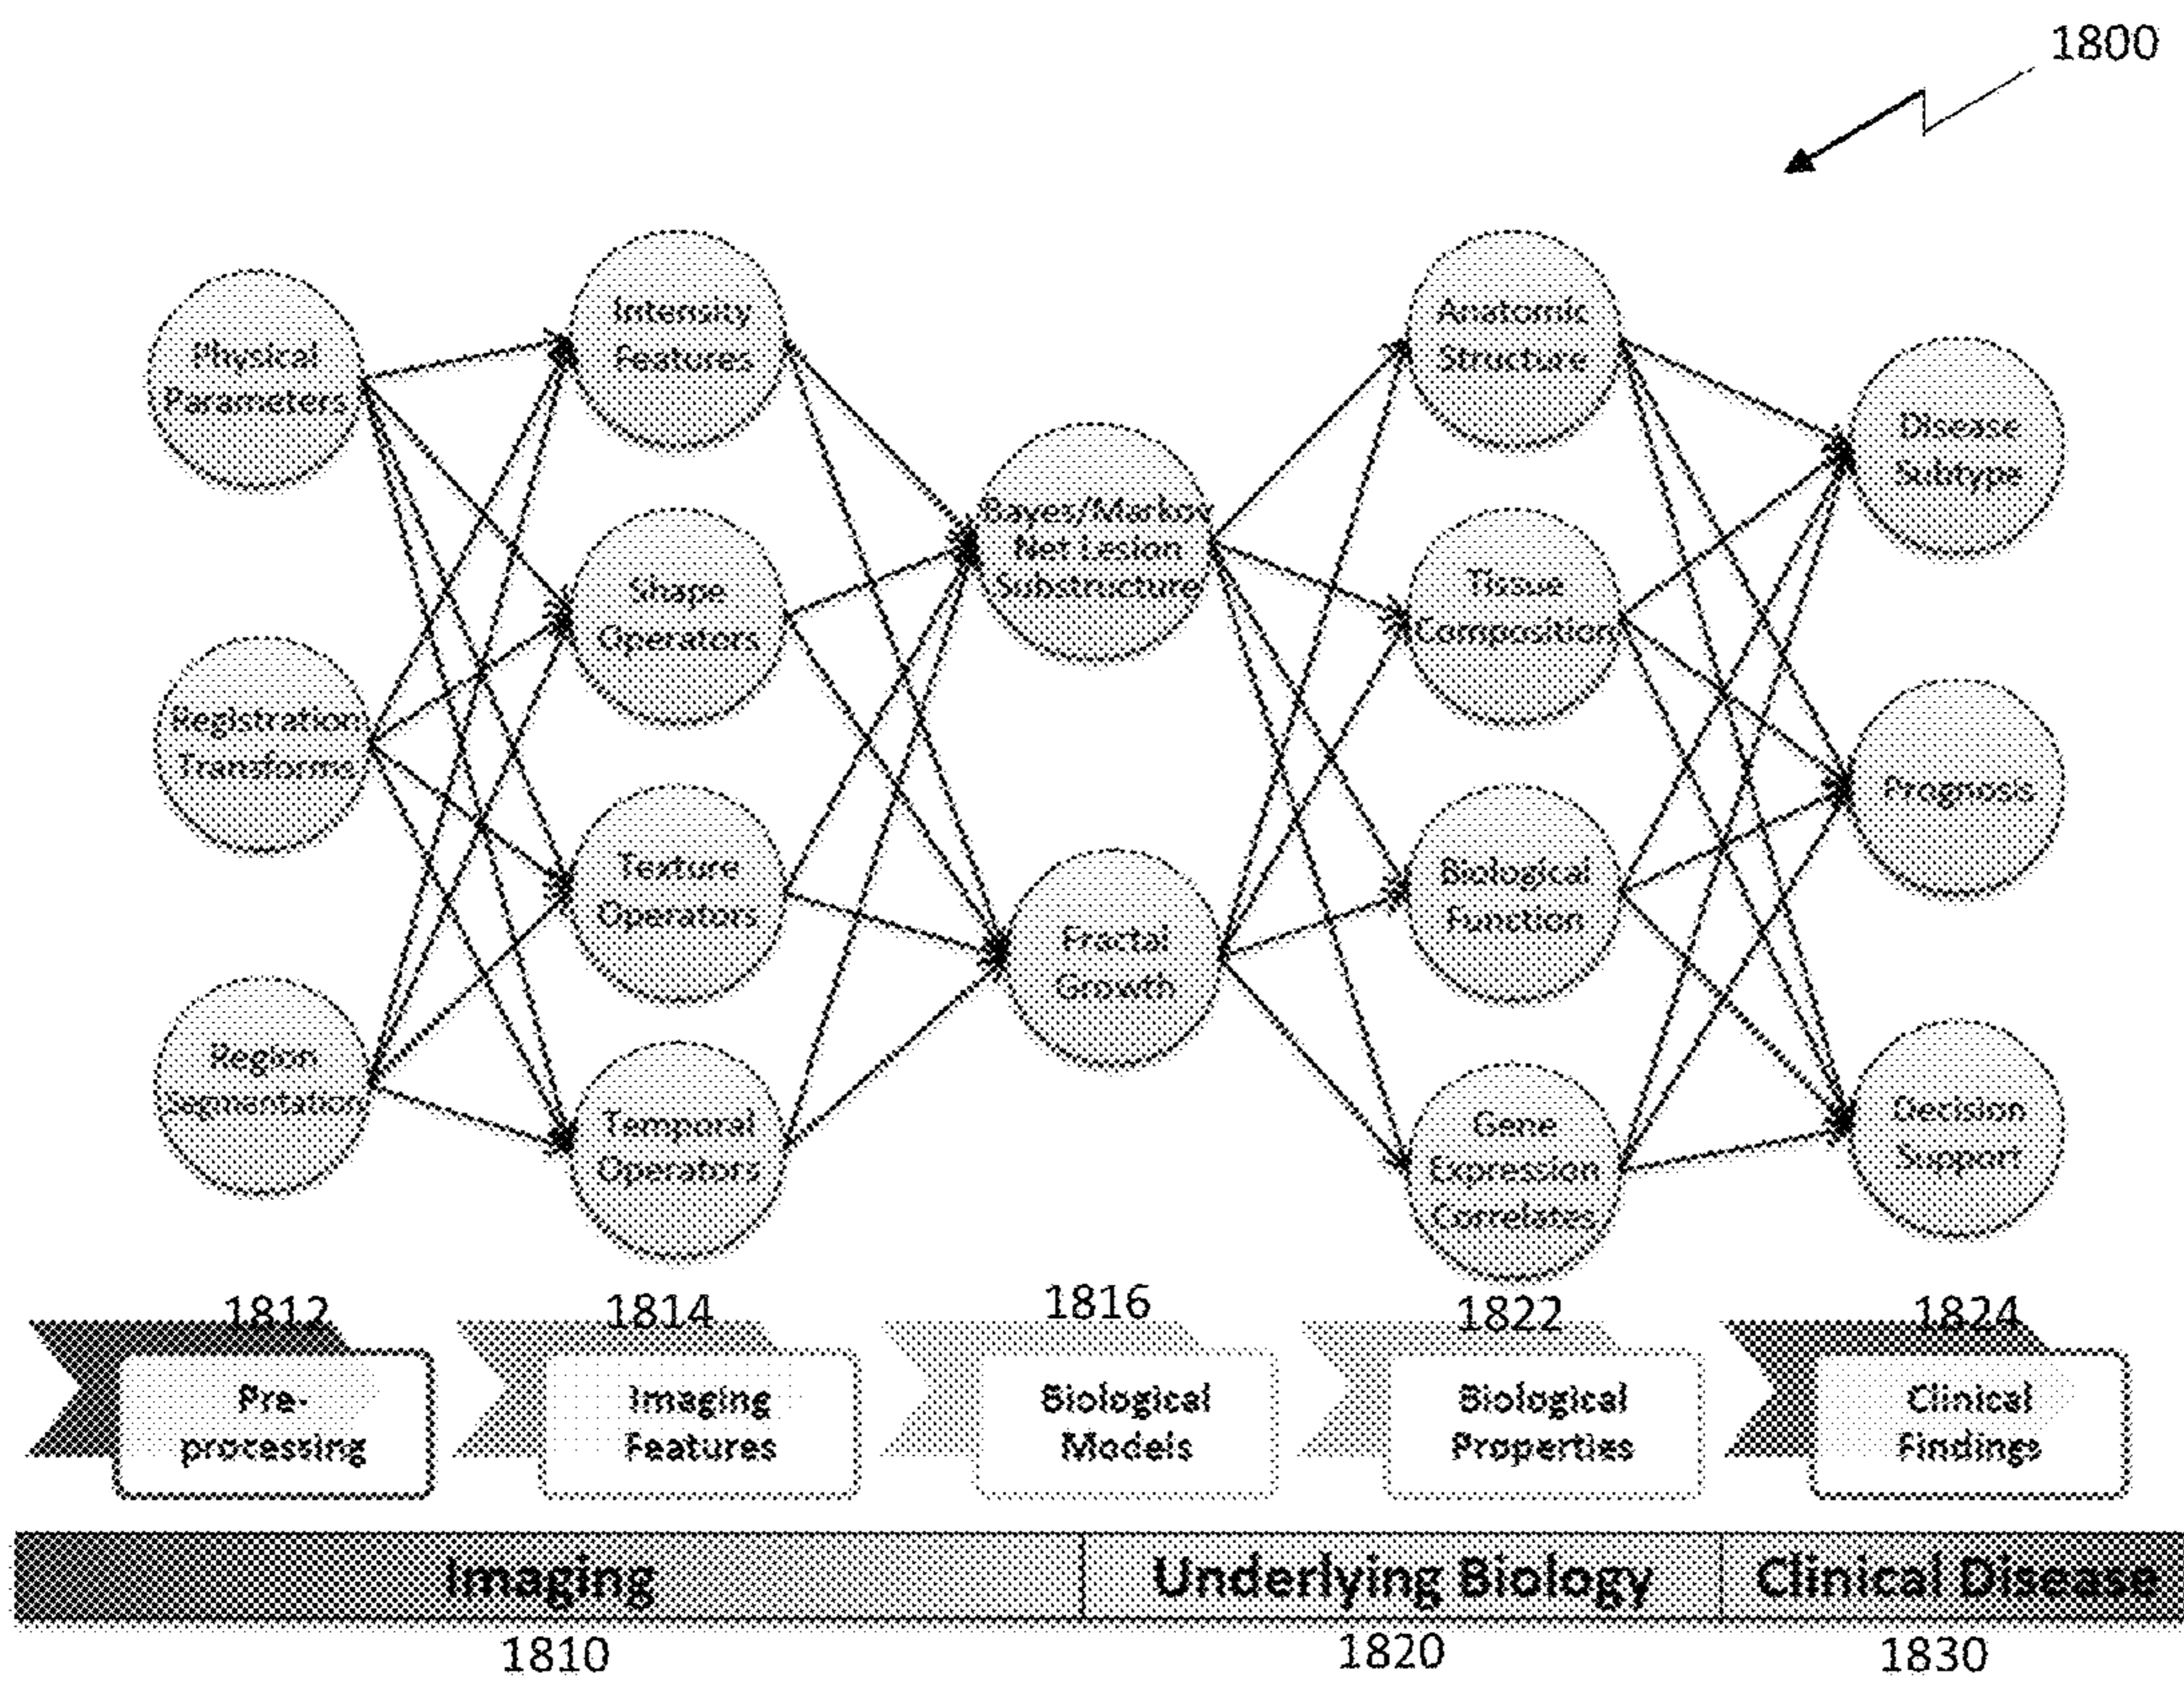 1800
Physical
Parameters
Registration
Transforms
Region
Segmentation
Intensity
Features
Shape
Operators
Texture
Operators
Temporal
Operators
Bayes/Markov
Net Lesion
Substructure
Fractal
Growth
Anatomic
Structure
Tissue
Composition
Biological
Function
Gene
Expression
Correlates
Disease
Subtype
Prognosis
Decision
Support
1812
1814
1816
1822
1824
Pre-
processing
Imaging
Features
Biological
Models
Biological
Properties
Clinical
Findings
Imaging
Underlying Biology
Clinical Disease
1810
1820
1830